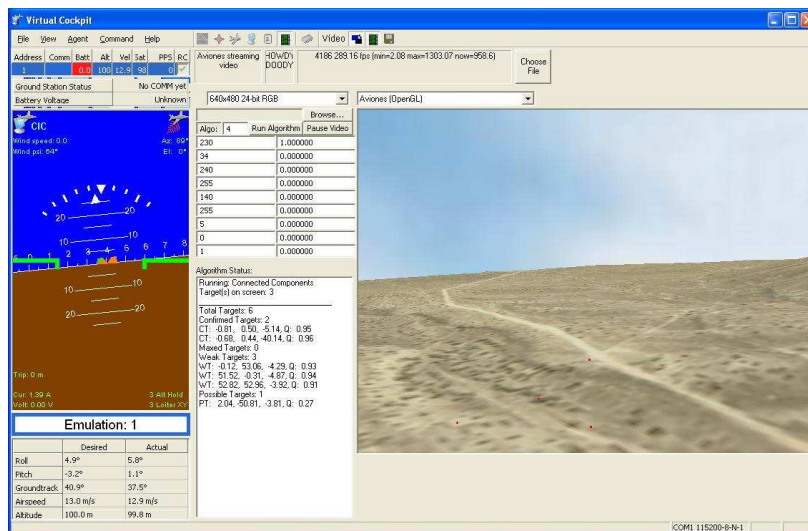 Virtual Cockpit
File View Agent Command Help Video
Address Comm Batt Alt Vel Sat PPS RC
1 0.0 100 12.9 90 0
Ground Station Status No COMM yet
Battery Voltage Unknown
Aviones streaming video
HOWDY DOODY
4186 289.16 fps (min=2.08 max=1303.07 now=958.6)
Choose File
640x480 24-bit RGB
Aviones (OpenGL)
Browse...
Algo: 4 Run Algorithm Pause Video
230 1.000000
34 0.000000
240 0.000000
255 0.000000
140 0.000000
255 0.000000
5 0.000000
0 0.000000
1 0.000000
Algorithm Status:
Running: Connected Components
Target(s) on screen: 3
Total Targets: 6
Confirmed Targets: 2
CT: -0.81, 0.50, -5.14, Q: 0.95
CT: -0.68, 0.44, -40.14, Q: 0.96
Maxed Targets: 0
Weak Targets: 3
WT: -0.12, 53.06, -4.29, Q: 0.93
WT: 51.52, -0.31, -4.87, Q: 0.94
WT: 52.82, 52.96, -3.92, Q: 0.91
Possible Targets: 1
PT: 2.04, -50.81, -3.81, Q: 0.27
CIC
Wind speed: 0.0 Az: 89°
Wind psi: 64° El: 0°
20 20
10 10
1 2 3 4 5 6 7 8
10 10
20 20
Trip: 0 m
Cur: 1.39 A 3 Alt Hold
Volt: 0.00 V 3 Loiter XY
Emulation: 1
Desired Actual
Roll 4.9° 5.8°
Pitch -3.2° 1.1°
Groundtrack 40.9° 37.5°
Airspeed 13.0 m/s 12.9 m/s
Altitude 100.0 m 99.8 m
COM1 115200-8-N-1